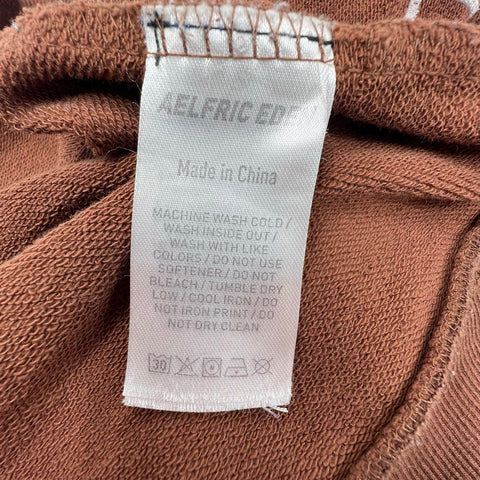 AELFRIC EDEN
Made in China
MACHINE WASH COLD /
WASH INSIDE OUT /
WASH WITH LIKE
COLORS / DO NOT USE
SOFTENER / DO NOT
BLEACH / TUMBLE DRY
LOW / COOL IRON / DO
NOT IRON PRINT / DO
NOT DRY CLEAN
30